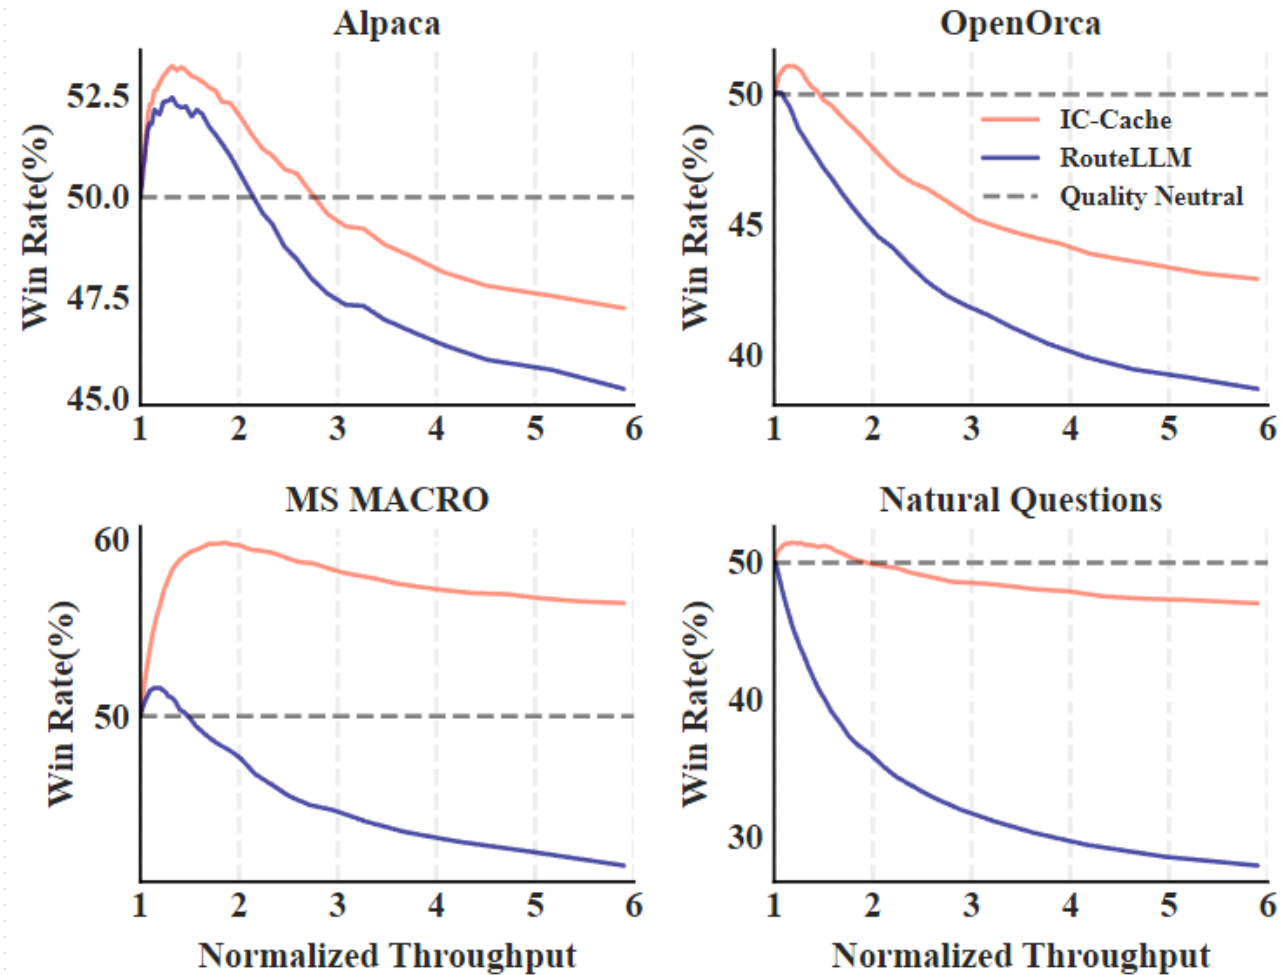 Alpaca
Win Rate(%)
52.5
50.0
47.5
45.0
1 2 3 4 5 6
OpenOrca
Win Rate(%)
50
45
40
IC-Cache
RouteLLM
Quality Neutral
1 2 3 4 5 6
MS MACRO
Win Rate(%)
60
50
1 2 3 4 5 6
Normalized Throughput
Natural Questions
Win Rate(%)
50
40
30
1 2 3 4 5 6
Normalized Throughput